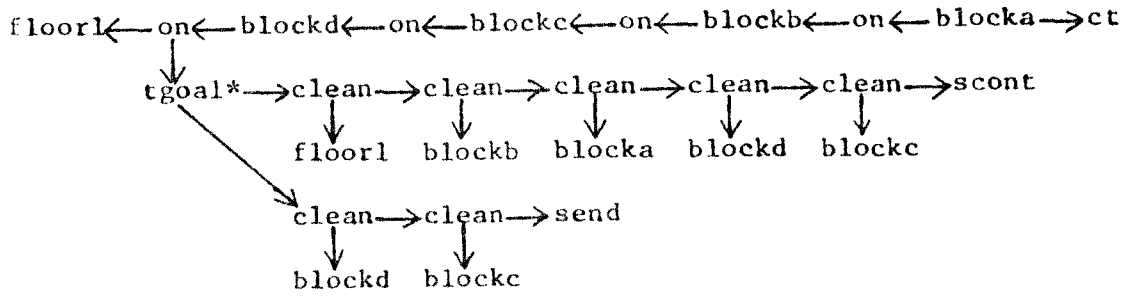 floorl on blockd on blockc on blockb on blocka ct
tgoal* clean clean clean clean clean scont
floorl blockb blocka blockd blockc
clean clean send
blockd blockc